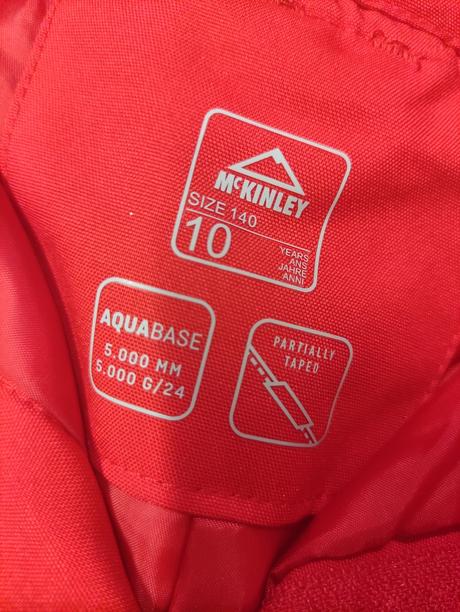 McKINLEY
SIZE 140
10
YEARS
ANS
JAHRE
ANNI
AQUABASE
5.000 MM
5.000 G/24
PARTIALLY
TAPED